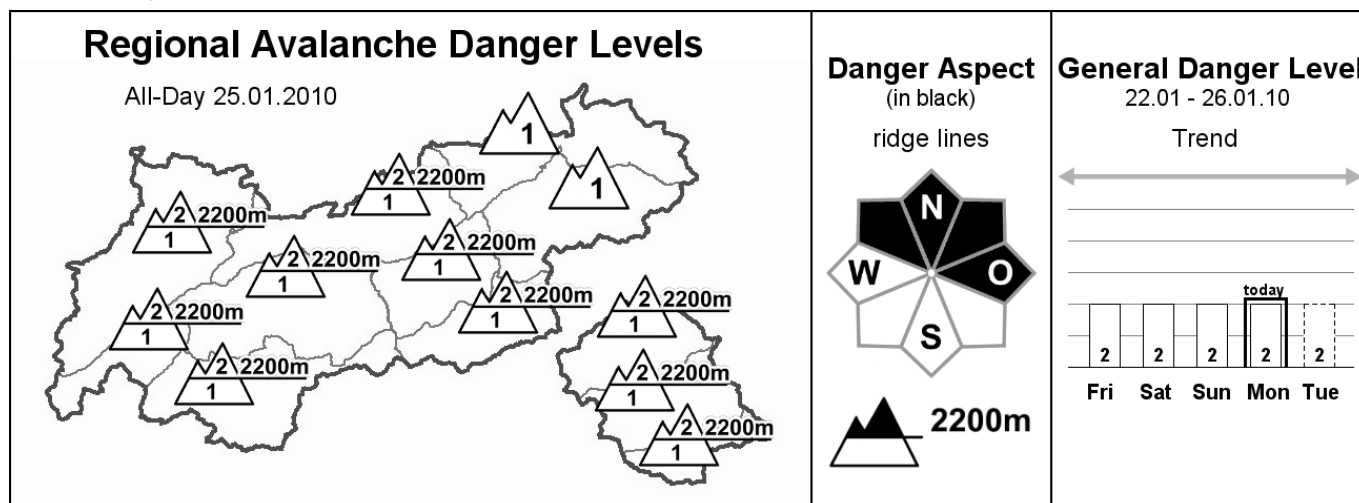 Regional Avalanche Danger Levels
All-Day 25.01.2010
1
1
2 2200m
1
2 2200m
1
2 2200m
1
2 2200m
1
2 2200m
1
2 2200m
1
2 2200m
1
2 2200m
1
2 2200m
1
2 2200m
1
Danger Aspect
(in black)
ridge lines
N
W O
S
2200m
General Danger Level
22.01 - 26.01.10
Trend
today
2 2 2 2 2
Fri Sat Sun Mon Tue